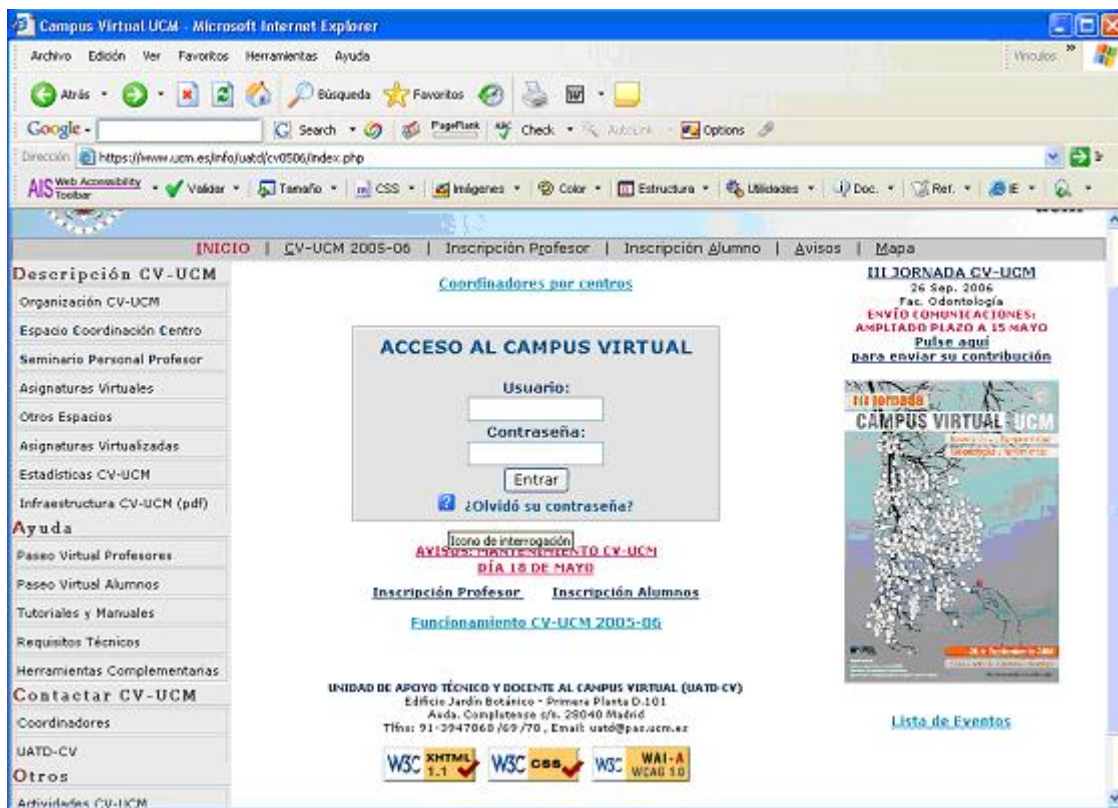 Campus Virtual UCM - Microsoft Internet Explorer
Archivo Edición Ver Favoritos Herramientas Ayuda Vínculos
Atrás Búsqueda Favoritos
Google Search PageRank Check AutoLink Options
Dirección https://www.ucm.es/info/uatd/cv0506/index.php
AIS Web Accessibility Toolbar Validar Tamaño CSS Imágenes Color Estructura Utilidades Doc. Ref. IE
INICIO | CV-UCM 2005-06 | Inscripción Profesor | Inscripción Alumno | Avisos | Mapa
Descripción CV-UCM
Organización CV-UCM
Espacio Coordinación Centro
Seminario Personal Profesor
Asignaturas Virtuales
Otros Espacios
Asignaturas Virtualizadas
Estadísticas CV-UCM
Infraestructura CV-UCM (pdf)
Ayuda
Paseo Virtual Profesores
Paseo Virtual Alumnos
Tutoriales y Manuales
Requisitos Técnicos
Herramientas Complementarias
Contactar CV-UCM
Coordinadores
UATD-CV
Otros
Actividades CV-UCM
Coordinadores por centros
ACCESO AL CAMPUS VIRTUAL
Usuario:
Contraseña:
Entrar
¿Olvidó su contraseña?
Icono de interrogación
AVISOS: MANTENIMIENTO CV-UCM
DÍA 18 DE MAYO
Inscripción Profesor Inscripción Alumnos
Funcionamiento CV-UCM 2005-06
UNIDAD DE APOYO TÉCNICO Y DOCENTE AL CAMPUS VIRTUAL (UATD-CV)
Edificio Jardín Botánico - Primera Planta D.101
Avda. Complutense s/n. 28040 Madrid
Tlfns: 91-3947868 /69 /70 , Email: uatd@pas.ucm.es
W3C XHTML 1.1
W3C CSS
W3C WAI-A WCAG 1.0
III JORNADA CV-UCM
26 Sep. 2006
Fac. Odontología
ENVÍO COMUNICACIONES:
AMPLIADO PLAZO A 15 MAYO
Pulse aquí
para enviar su contribución
III jornada
CAMPUS VIRTUAL UCM
Lista de Eventos